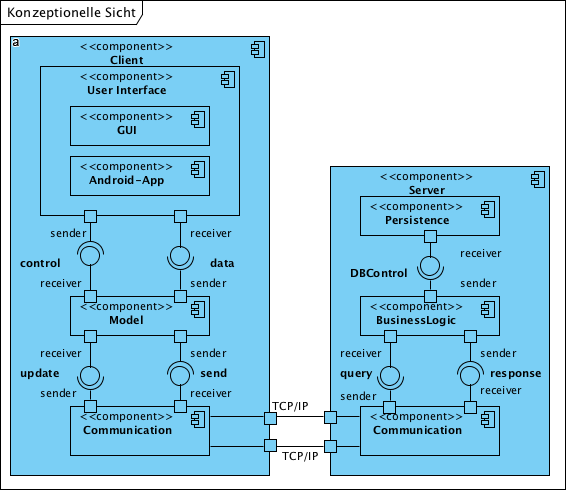 Konzeptionelle Sicht
a
<<component>>
Client
<<component>>
User Interface
<<component>>
GUI
<<component>>
Android-App
sender
receiver
control
data
receiver
sender
<<component>>
Model
receiver
sender
update
send
sender
receiver
<<component>>
Communication
TCP/IP
TCP/IP
<<component>>
Server
<<component>>
Persistence
receiver
DBControl
sender
<<component>>
BusinessLogic
receiver
sender
query
response
sender
receiver
<<component>>
Communication